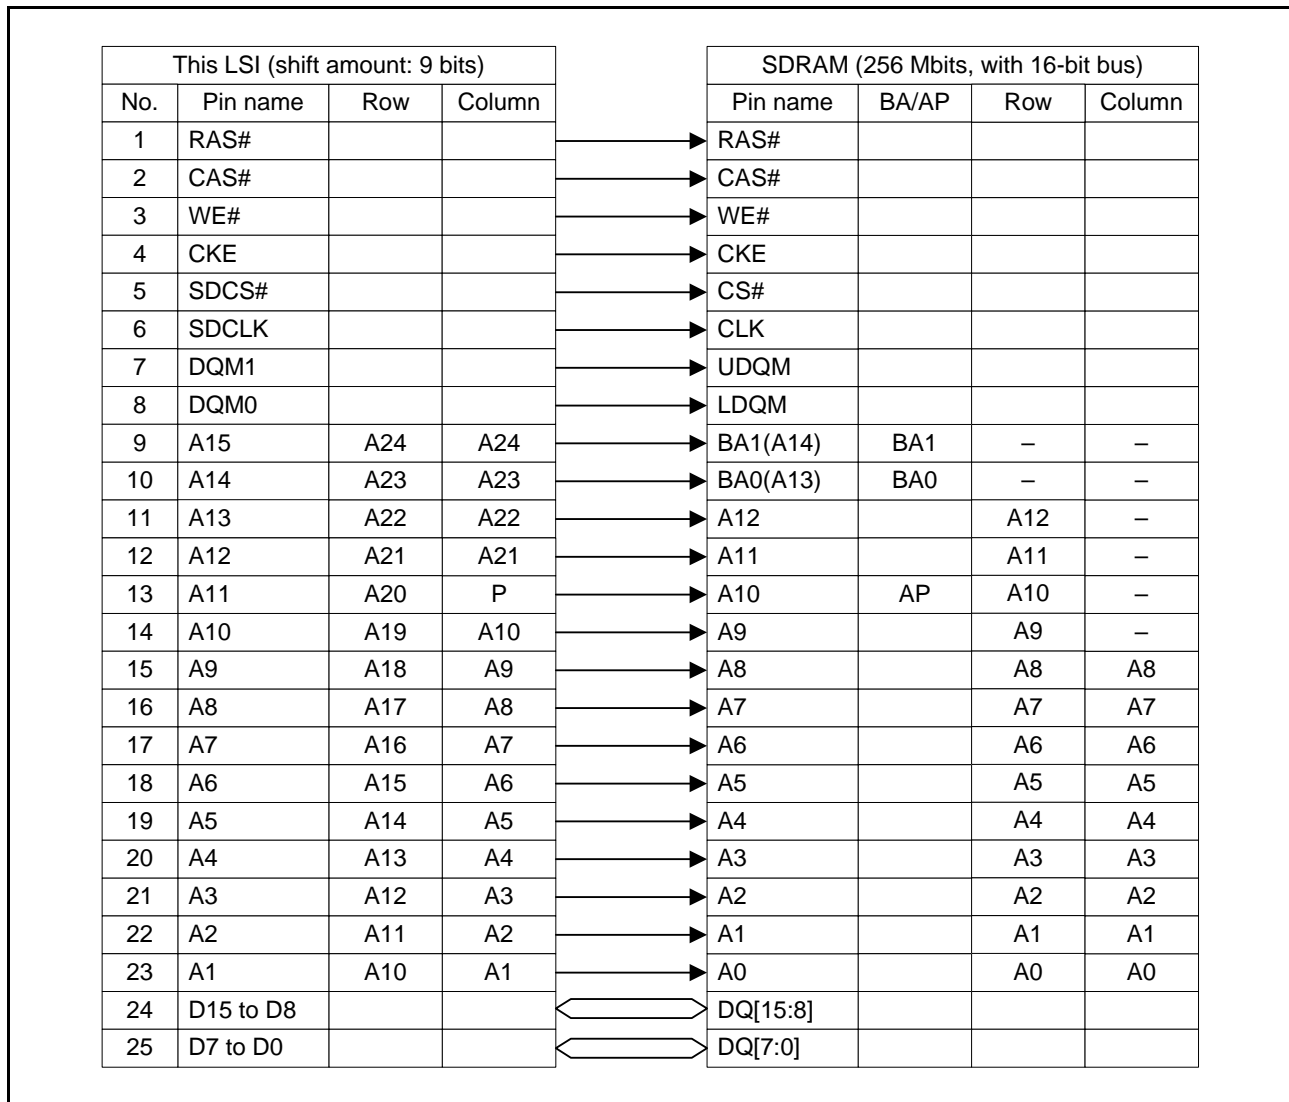 This LSI (shift amount: 9 bits) SDRAM (256 Mbits, with 16-bit bus)
No. Pin name Row Column Pin name BA/AP Row Column
1 RAS# RAS#
2 CAS# CAS#
3 WE# WE#
4 CKE CKE
5 SDCS# CS#
6 SDCLK CLK
7 DQM1 UDQM
8 DQM0 LDQM
9 A15 A24 A24 BA1(A14) BA1 – –
10 A14 A23 A23 BA0(A13) BA0 – –
11 A13 A22 A22 A12 A12 –
12 A12 A21 A21 A11 A11 –
13 A11 A20 P A10 AP A10 –
14 A10 A19 A10 A9 A9 –
15 A9 A18 A9 A8 A8 A8
16 A8 A17 A8 A7 A7 A7
17 A7 A16 A7 A6 A6 A6
18 A6 A15 A6 A5 A5 A5
19 A5 A14 A5 A4 A4 A4
20 A4 A13 A4 A3 A3 A3
21 A3 A12 A3 A2 A2 A2
22 A2 A11 A2 A1 A1 A1
23 A1 A10 A1 A0 A0 A0
24 D15 to D8 DQ[15:8]
25 D7 to D0 DQ[7:0]